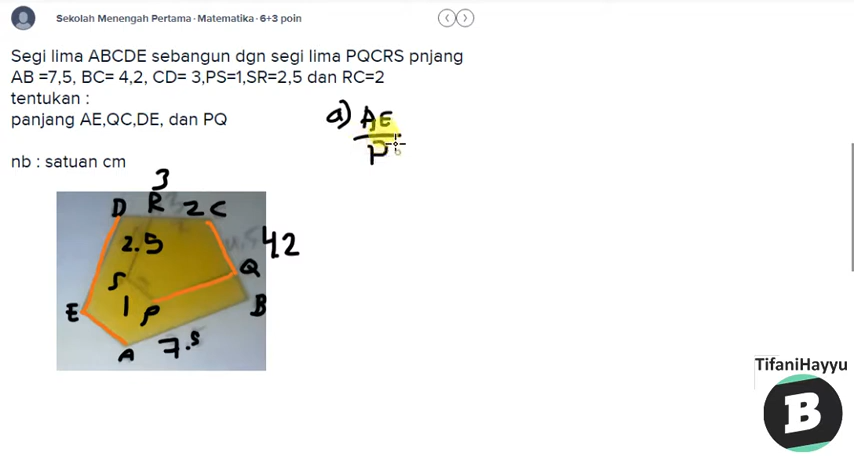 Sekolah Menengah Pertama · Matematika · 6+3 poin
Segi lima ABCDE sebangun dgn segi lima PQCRS pnjang
AB =7,5, BC= 4,2, CD= 3,PS=1,SR=2,5 dan RC=2
tentukan :
panjang AE,QC,DE, dan PQ
a) AE
P
nb : satuan cm
3
D R 2 C
2.5 4.2
S Q
E 1 P B
A 7.5
TifaniHayyu
B